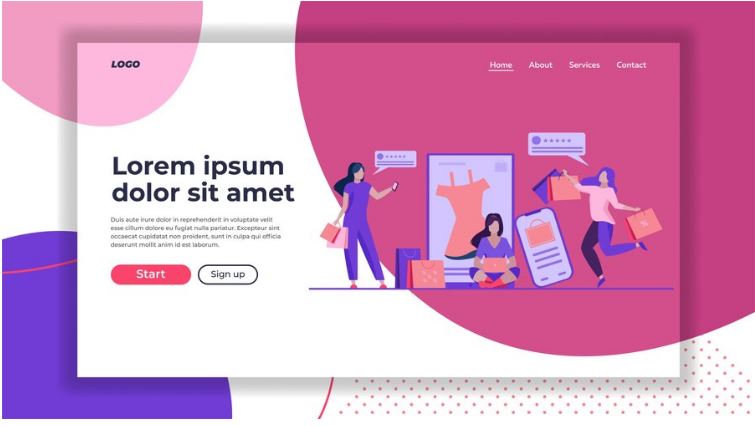 LOGO
Home About Services Contact
Lorem ipsum
dolor sit amet
Duis aute irure dolor in reprehenderit in voluptate velit
esse cillum dolore eu fugiat nulla pariatur. Excepteur sint
occaecat cupidatat non proident, sunt in culpa qui officia
deserunt mollit anim id est laborum.
Start Sign up